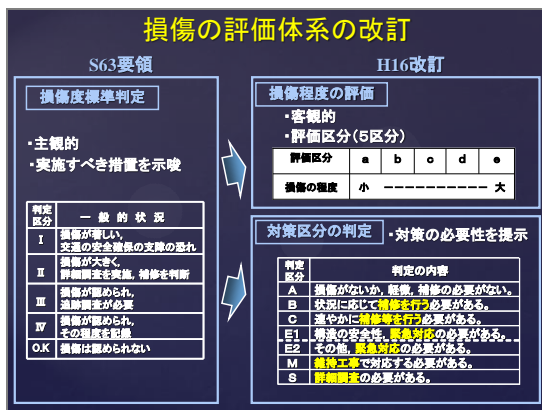 損傷の評価体系の改訂
S63要領
損傷度標準判定
・主観的
・実施すべき措置を示唆
判定区分 一般的状況
I 損傷が著しい、交通の安全確保の支障の恐れ
II 損傷が大きく、詳細調査を実施、補修を判断
III 損傷が認められ、追跡調査が必要
IV 損傷が認められ、その程度を記録
O.K 損傷は認められない
H16改訂
損傷程度の評価
・客観的
・評価区分(5区分)
評価区分 a b c d e
損傷の程度 小 ---------- 大
対策区分の判定 ・対策の必要性を提示
判定区分 判定の内容
A 損傷がないか、軽微、補修の必要がない。
B 状況に応じて補修を行う必要がある。
C 速やかに補修等を行う必要がある。
E1 構造の安全性、緊急対応の必要がある。
E2 その他、緊急対応の必要がある。
M 維持工事で対応する必要がある。
S 詳細調査の必要がある。